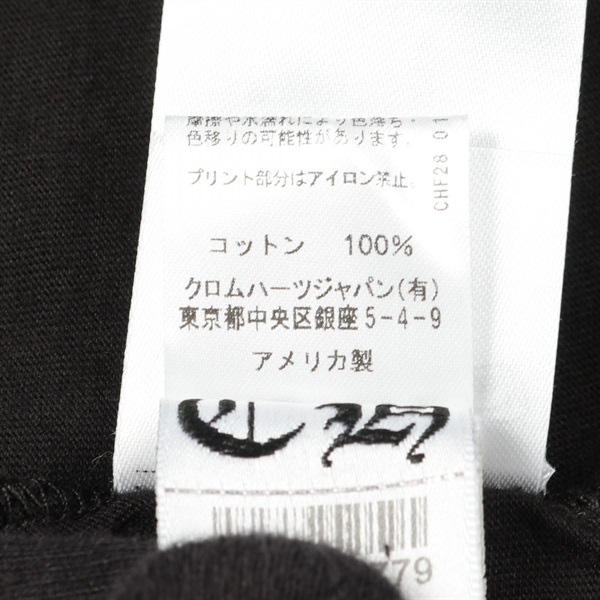 摩擦や水濡れにより色落ち・
色移りの可能性があります。
プリント部分はアイロン禁止。
CHF28 01
コットン 100%
クロムハーツジャパン(有)
東京都中央区銀座5-4-9
アメリカ製
779